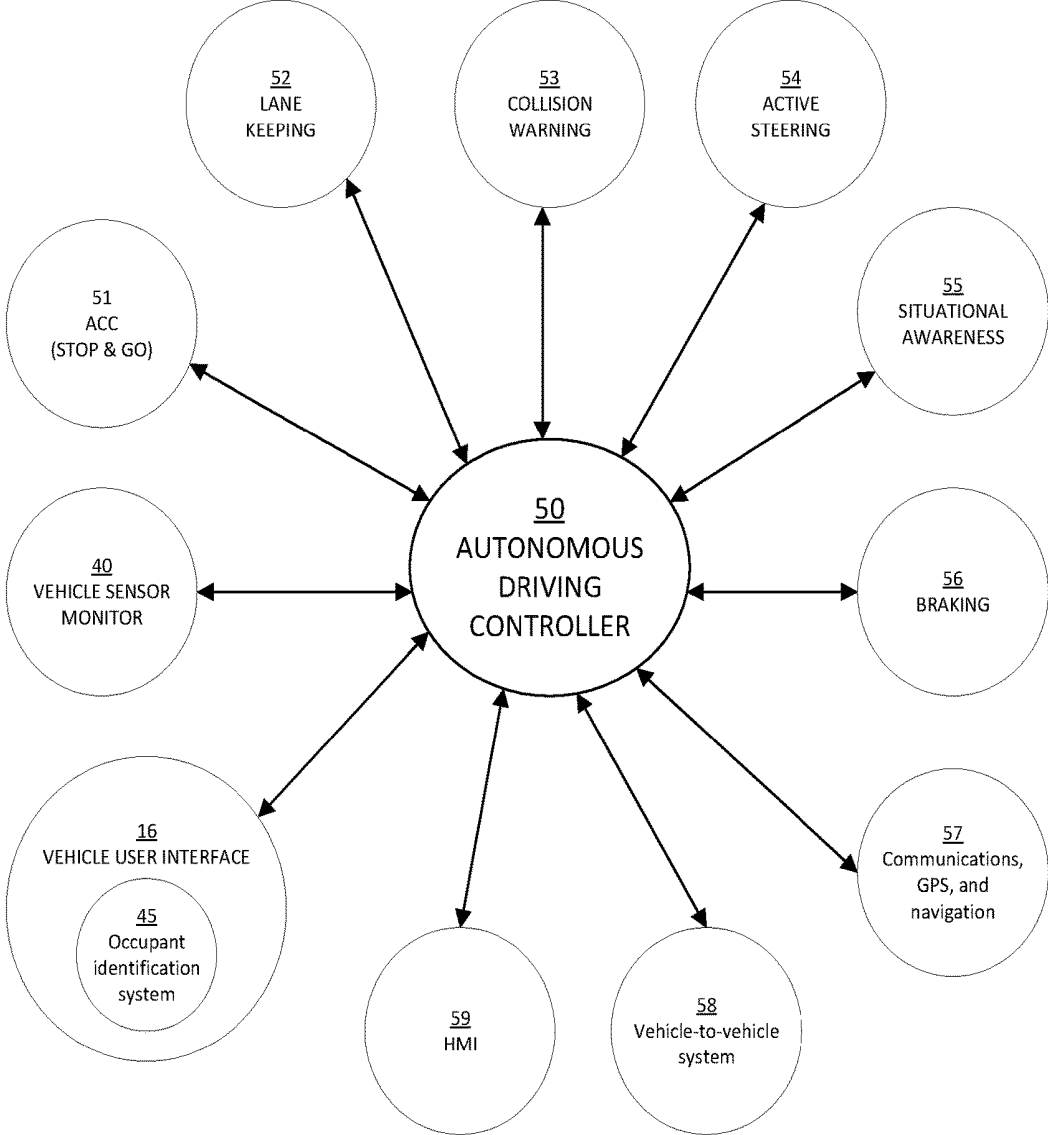 52
LANE
KEEPING
53
COLLISION
WARNING
54
ACTIVE
STEERING
51
ACC
(STOP & GO)
55
SITUATIONAL
AWARENESS
50
AUTONOMOUS
DRIVING
CONTROLLER
40
VEHICLE SENSOR
MONITOR
56
BRAKING
16
VEHICLE USER INTERFACE
45
Occupant
identification
system
57
Communications,
GPS, and
navigation
59
HMI
58
Vehicle-to-vehicle
system